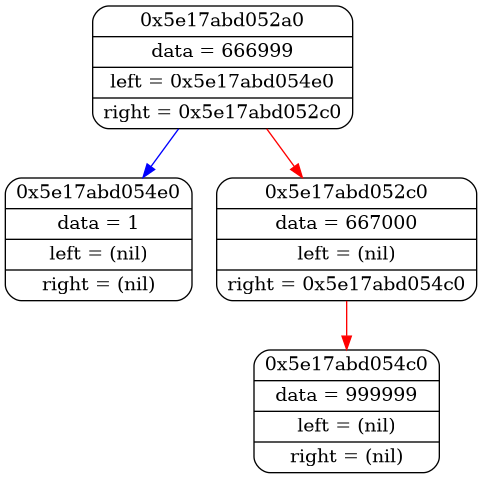 0x5e17abd052a0
data = 666999
left = 0x5e17abd054e0
right = 0x5e17abd052c0
0x5e17abd054e0
data = 1
left = (nil)
right = (nil)
0x5e17abd052c0
data = 667000
left = (nil)
right = 0x5e17abd054c0
0x5e17abd054c0
data = 999999
left = (nil)
right = (nil)